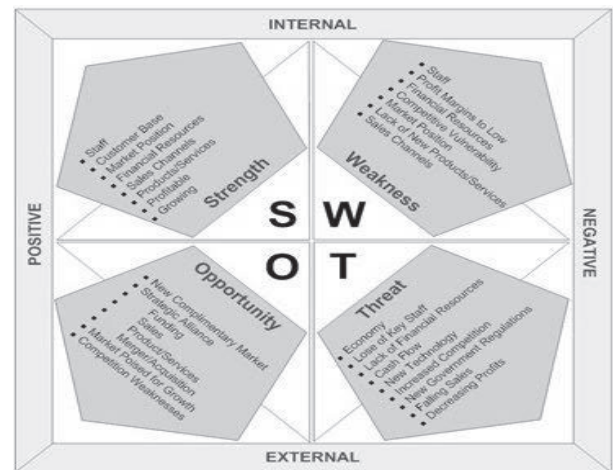 INTERNAL
POSITIVE
NEGATIVE
Staff
Customer Base
Market Position
Financial Resources
Sales Channels
Products/Services
Profitable
Growing
Strength
Staff
Profit Margins to Low
Financial Resources
Competitive Vulnerability
Market Position
Lack of New Products/Services
Sales Channels
Weakness
S W
O T
Opportunity
New Complimentary Market
Strategic Alliance
Funding
Sales
Product/Services
Merger/Acquisition
Market Poised for Growth
Competition Weaknesses
Threat
Economy
Lose of Key Staff
Lack of Financial Resources
Cash Flow
New Technology
Increased Competition
New Government Regulations
Falling Sales
Decreasing Profits
EXTERNAL